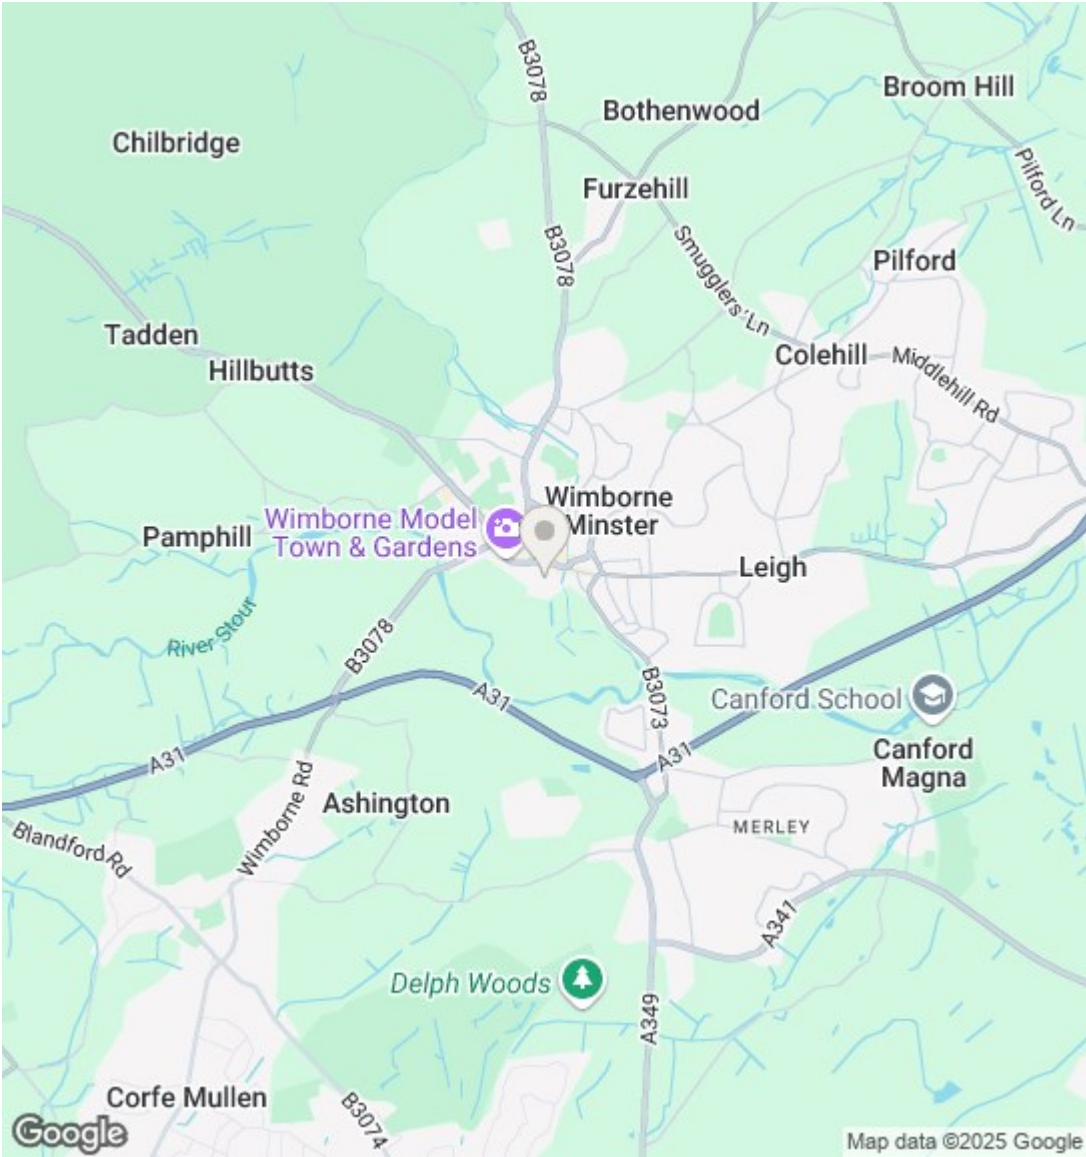 B3078
Broom Hill
Bothenwood
Chilbridge
Pilford Ln
Furzehill
B3078
Smugglers' Ln
Pilford
Tadden
Colehill
Middlehill Rd
Hillbutts
Wimborne
Minster
Wimborne Model
Town & Gardens
Pamphill
Leigh
River Stour
B3078
B3073
A31
Canford School
A31
A31
Canford
Magna
Wimborne Rd
Ashington
MERLEY
Blandford Rd
A341
Delph Woods
A349
Corfe Mullen
B3074
Google
Map data ©2025 Google